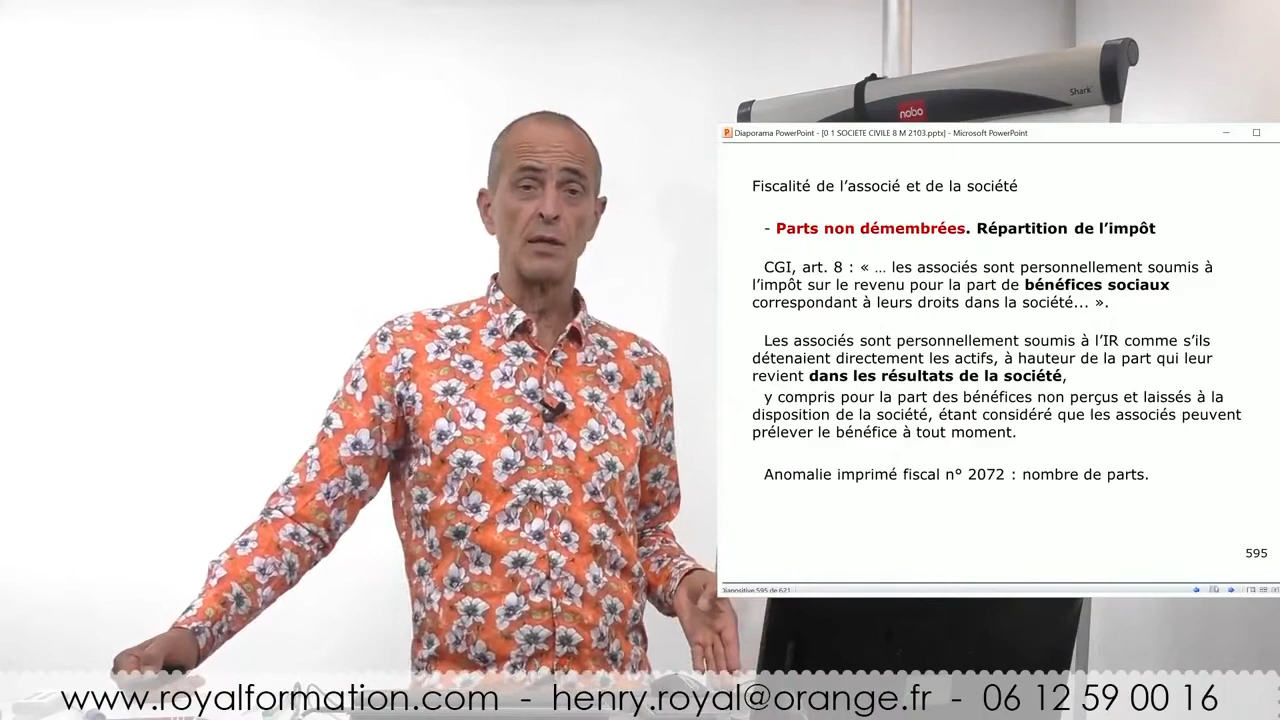 Shark
nobo
Diaporama PowerPoint - [0 1 SOCIETE CIVILE 8 M 2103.pptx] - Microsoft PowerPoint
Fiscalité de l’associé et de la société
- Parts non démembrées. Répartition de l’impôt
CGI, art. 8 : « … les associés sont personnellement soumis à
l’impôt sur le revenu pour la part de bénéfices sociaux
correspondant à leurs droits dans la société... ».
Les associés sont personnellement soumis à l’IR comme s’ils
détenaient directement les actifs, à hauteur de la part qui leur
revient dans les résultats de la société,
y compris pour la part des bénéfices non perçus et laissés à la
disposition de la société, étant considéré que les associés peuvent
prélever le bénéfice à tout moment.
Anomalie imprimé fiscal n° 2072 : nombre de parts.
595
Diapositive 595 de 621
www.royalformation.com - henry.royal@orange.fr - 06 12 59 00 16